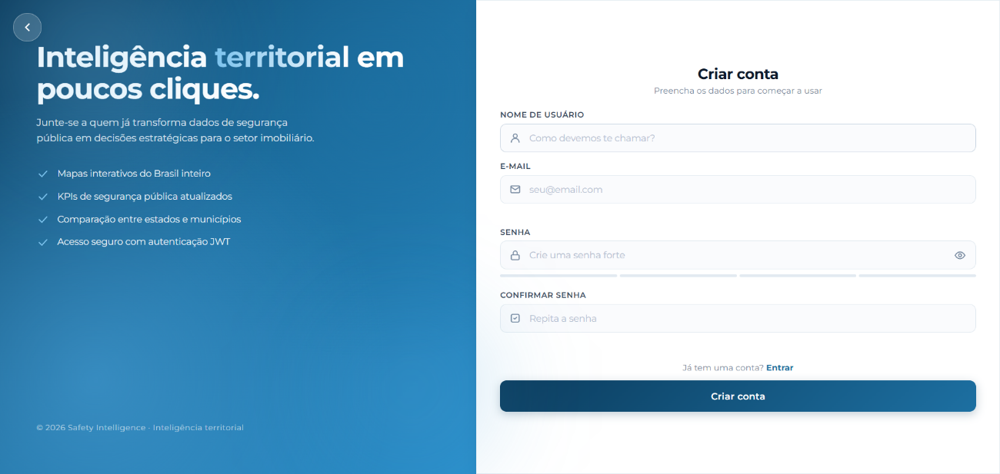 Inteligência territorial em
poucos cliques.
Junte-se a quem já transforma dados de segurança
pública em decisões estratégicas para o setor imobiliário.
Mapas interativos do Brasil inteiro
KPIs de segurança pública atualizados
Comparação entre estados e municípios
Acesso seguro com autenticação JWT
© 2026 Safety Intelligence · Inteligência territorial
Criar conta
Preencha os dados para começar a usar
NOME DE USUÁRIO
Como devemos te chamar?
E-MAIL
seu@email.com
SENHA
Crie uma senha forte
CONFIRMAR SENHA
Repita a senha
Já tem uma conta? Entrar
Criar conta